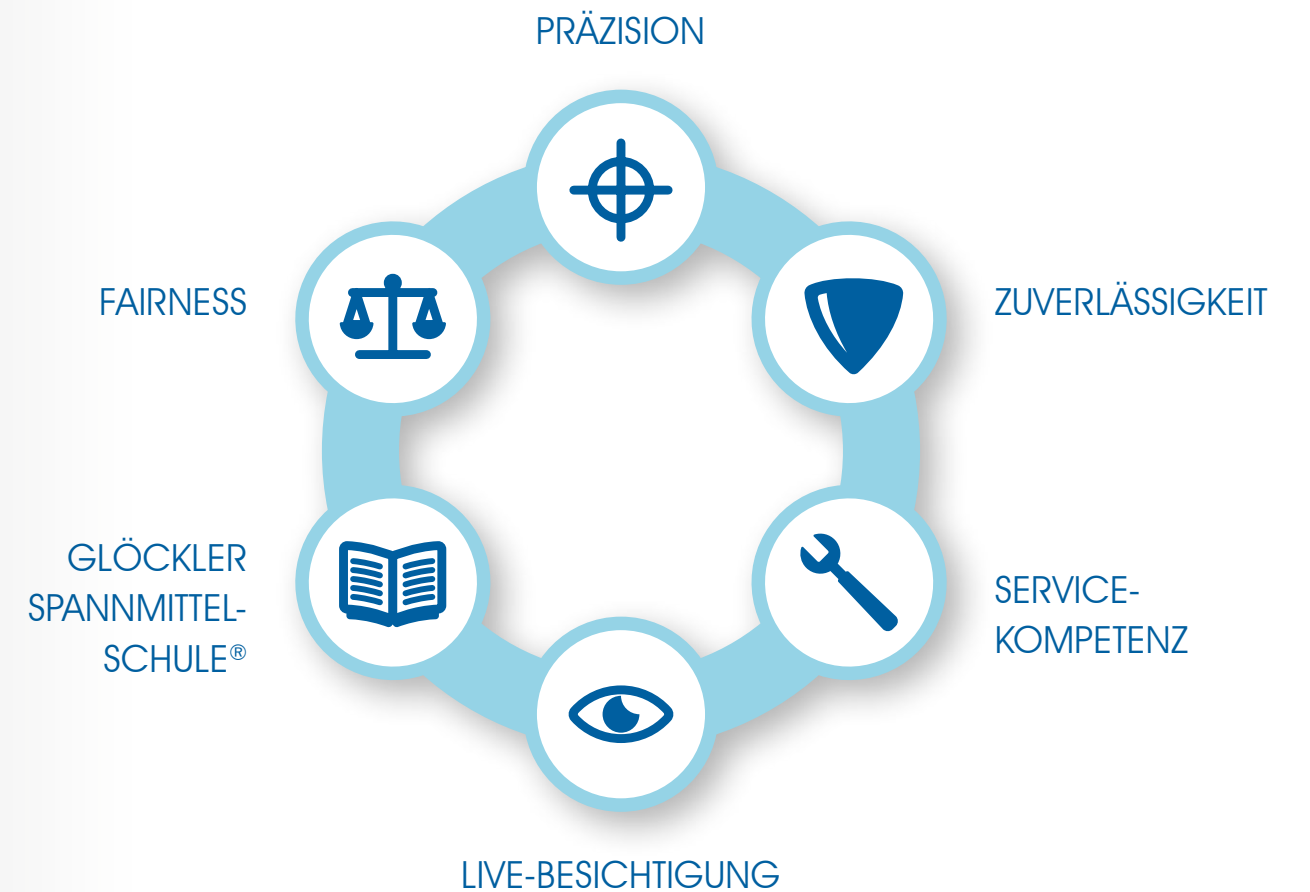 PRÄZISION
FAIRNESS
ZUVERLÄSSIGKEIT
GLÖCKLER
SPANNMITTEL-
SCHULE®
SERVICE-
KOMPETENZ
LIVE-BESICHTIGUNG